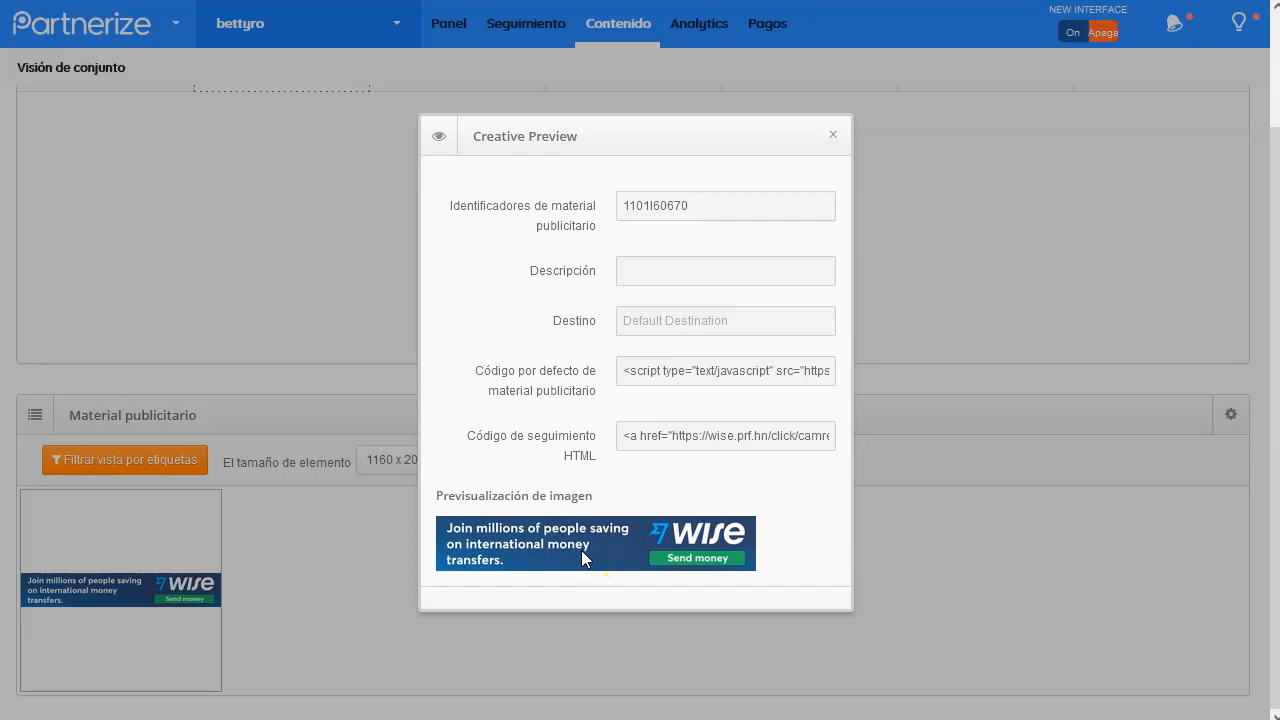 Partnerize
bettyro
Panel
Seguimiento
Contenido
Analytics
Pagos
NEW INTERFACE
On
Apaga
Visión de conjunto
Creative Preview
×
Identificadores de material
publicitario
1101l60670
Descripción
Destino
Default Destination
Código por defecto de
material publicitario
<script type="text/javascript" src="https
Código de seguimiento
HTML
<a href="https://wise.prf.hn/click/camre
Previsualización de imagen
Join millions of people saving
on international money
transfers.
WISE
Send money
Material publicitario
Filtrar vista por etiquetas
El tamaño de elemento
1160 x 20
Join millions of people saving
on international money
transfers.
WISE
Send money